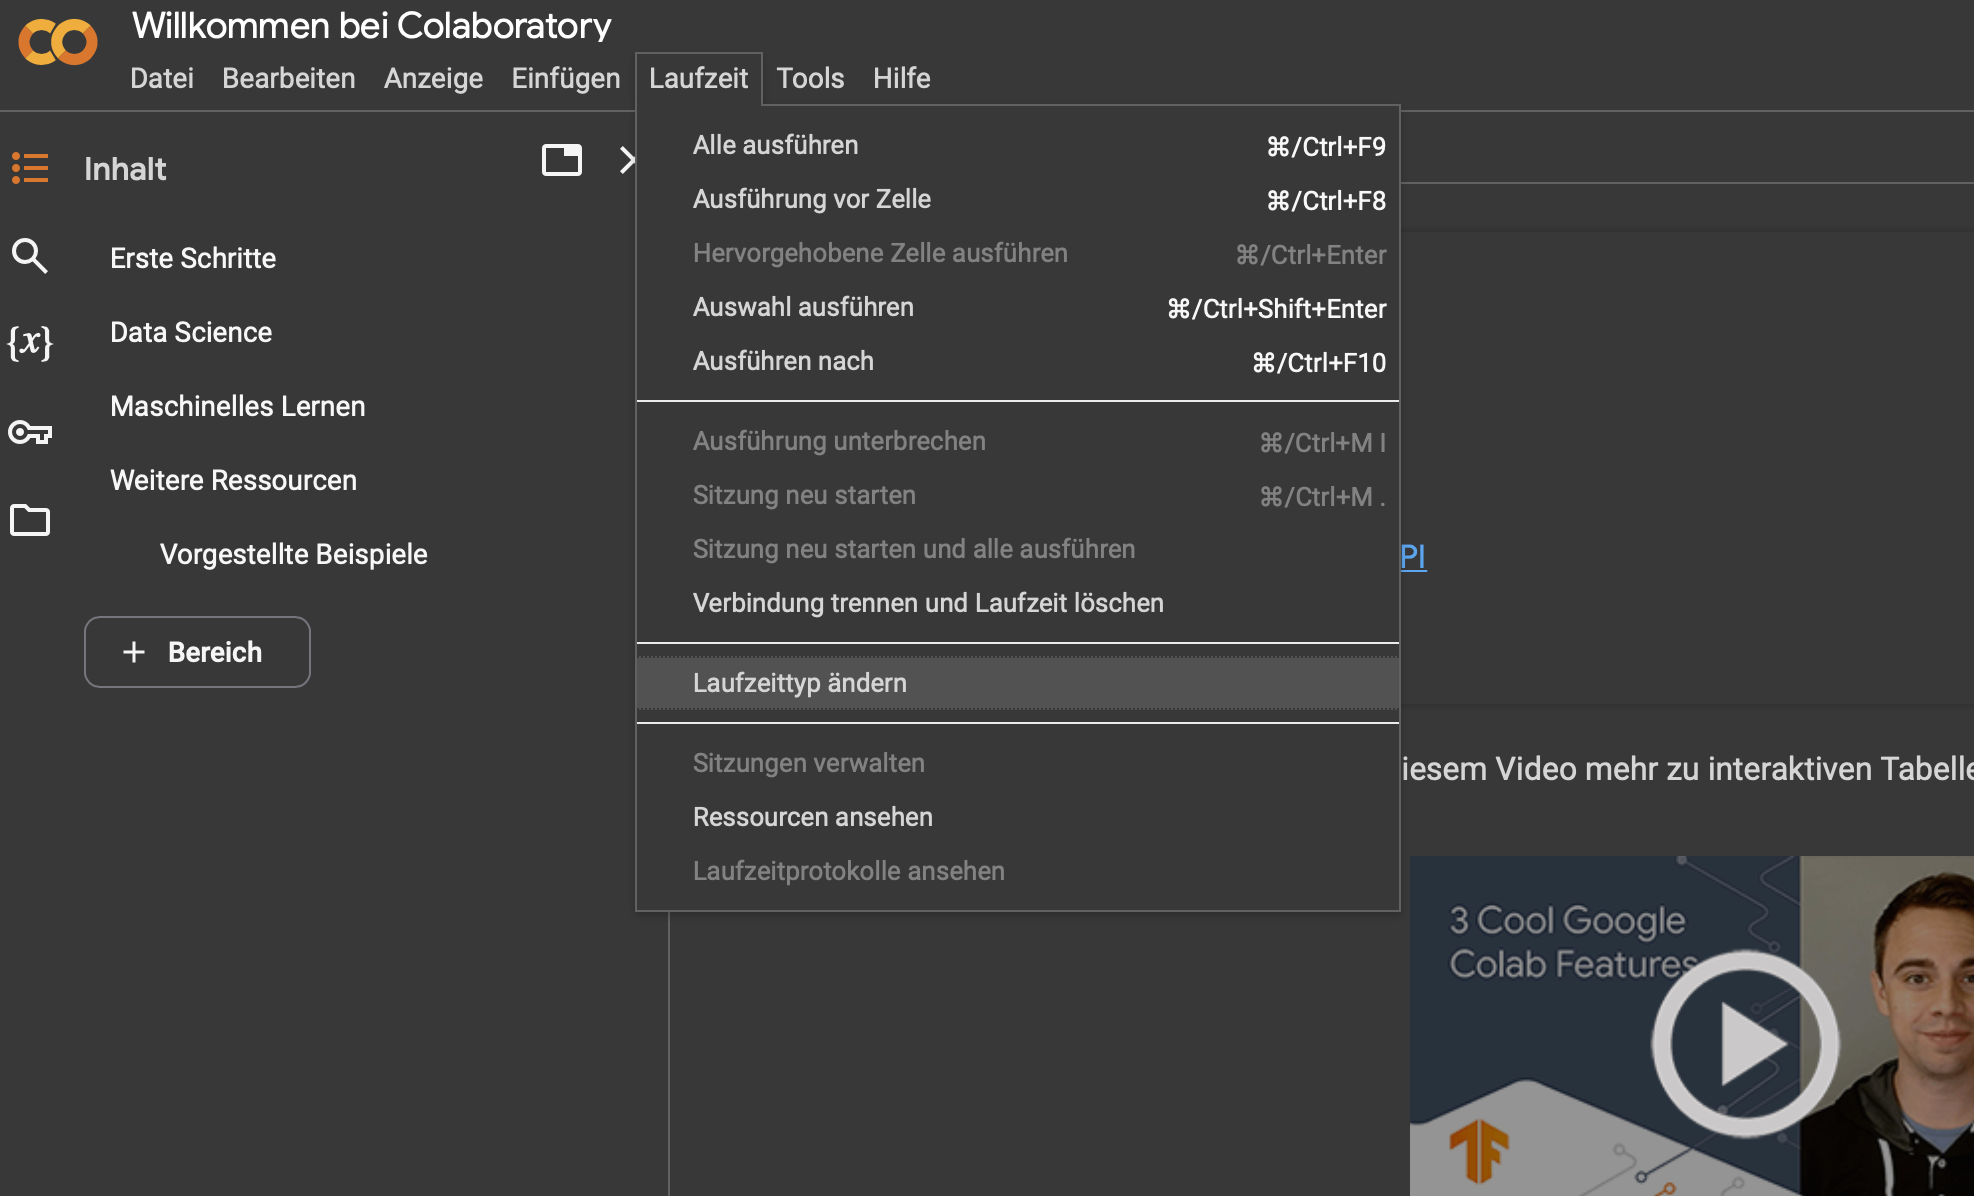 Willkommen bei Colaboratory
Datei Bearbeiten Anzeige Einfügen Laufzeit Tools Hilfe
Inhalt
Erste Schritte
Data Science
{x}
Maschinelles Lernen
Weitere Ressourcen
Vorgestellte Beispiele
+ Bereich
Alle ausführen ⌘/Ctrl+F9
Ausführung vor Zelle ⌘/Ctrl+F8
Hervorgehobene Zelle ausführen ⌘/Ctrl+Enter
Auswahl ausführen ⌘/Ctrl+Shift+Enter
Ausführen nach ⌘/Ctrl+F10
Ausführung unterbrechen ⌘/Ctrl+M I
Sitzung neu starten ⌘/Ctrl+M .
Sitzung neu starten und alle ausführen
Verbindung trennen und Laufzeit löschen
Laufzeittyp ändern
Sitzungen verwalten
Ressourcen ansehen
Laufzeitprotokolle ansehen
PI
iesem Video mehr zu interaktiven Tabelle
3 Cool Google
Colab Features